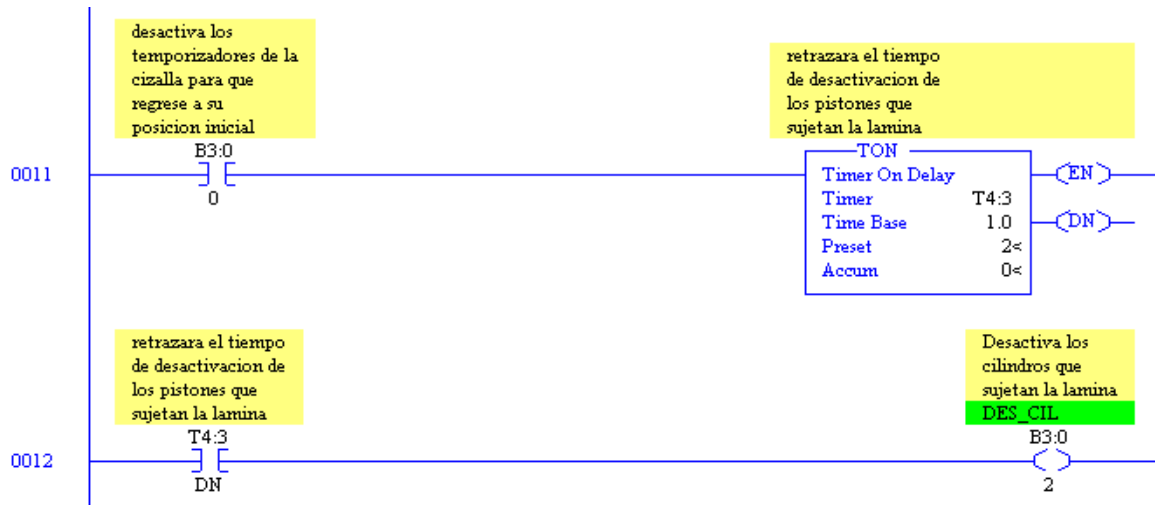 desactiva los
temporizadores de la
cizalla para que
regrese a su
posicion inicial
B3:0
0
0011
retrazara el tiempo
de desactivacion de
los pistones que
sujetan la lamina
TON
Timer On Delay
Timer T4:3
Time Base 1.0
Preset 2<
Accum 0<
EN
DN
retrazara el tiempo
de desactivacion de
los pistones que
sujetan la lamina
T4:3
DN
0012
Desactiva los
cilindros que
sujetan la lamina
DES_CIL
B3:0
2